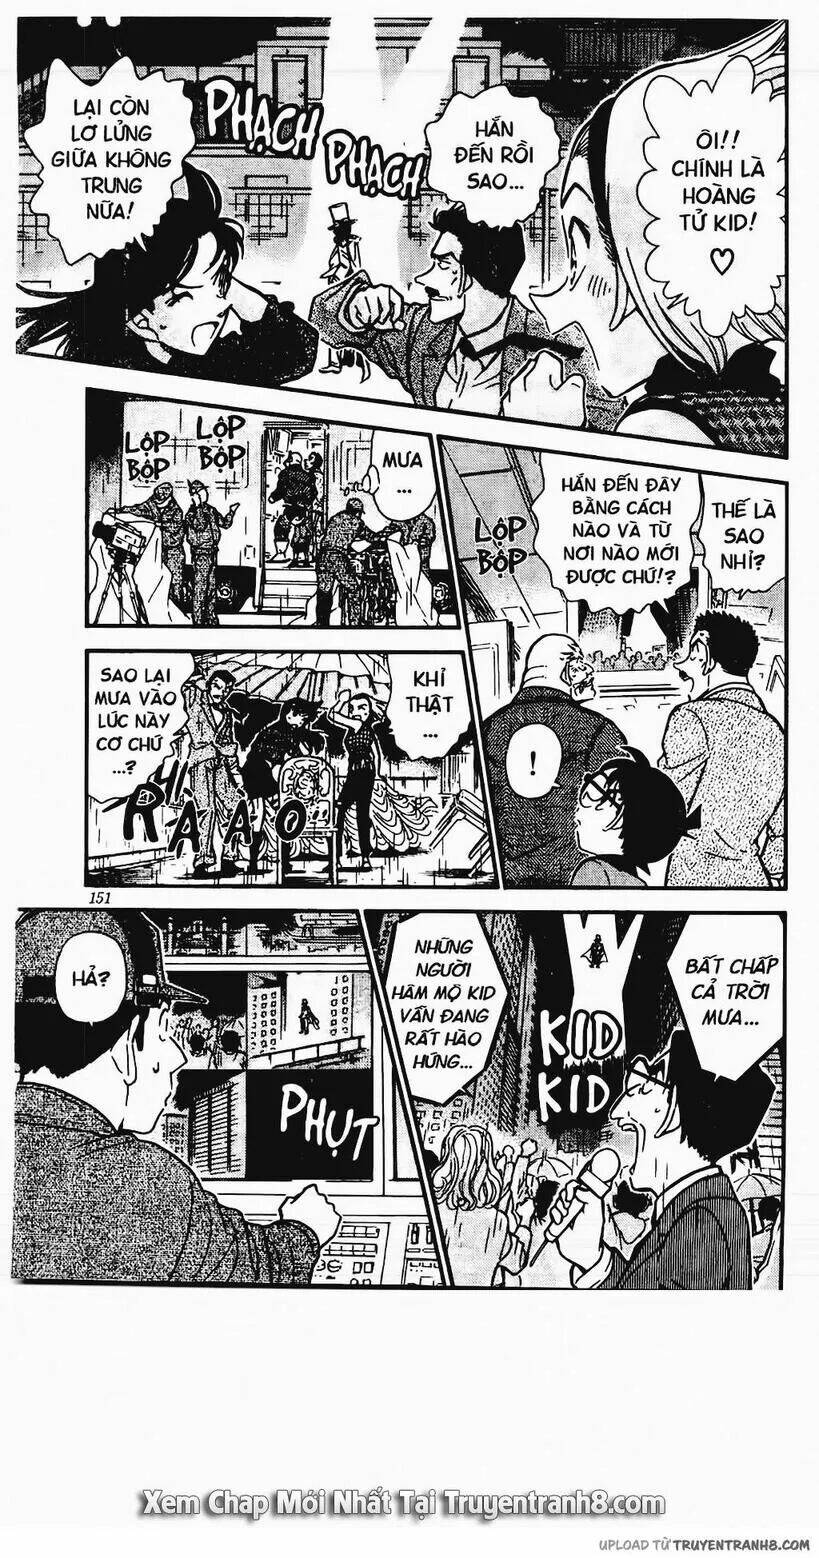 ÔI!!
CHÍNH LÀ
HOÀNG
TỬ KID!
♡
HẮN
ĐẾN RỒI
SAO...
PHẠCH
PHẠCH
LẠI CÒN
LƠ LỬNG
GIỮA KHÔNG
TRUNG
NỮA!
THẾ LÀ
SAO
NHỈ?
HẮN ĐẾN ĐÂY
BẰNG CÁCH
NÀO VÀ TỪ
NƠI NÀO MỚI
ĐƯỢC CHỨ!?
LỘP
BỘP
!
MƯA
...
LỘP
BỘP
LỘP
BỘP
KHỈ
THẬT
...
SAO LẠI
MƯA VÀO
LÚC NÀY
CƠ CHỨ
...?
RÀ A O
151
BẤT CHẤP
CẢ TRỜI
MƯA...
NHỮNG
NGƯỜI
HÂM MỘ KID
VẪN ĐANG
RẤT HÀO
HỨNG...
KID
KID
HẢ?
PHỤT
Xem Chap Mới Nhất Tại Truyentranh8.com
UPLOAD TỪ TRUYENTRANH8.COM